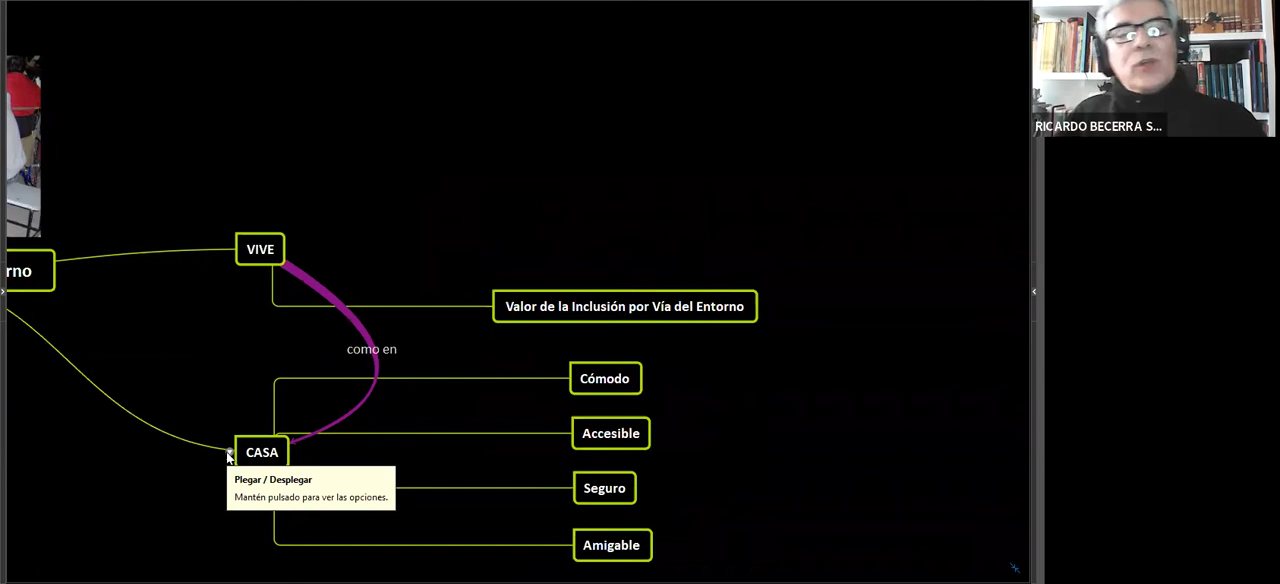 RICARDO BECERRA S...
VIVE
rno
Valor de la Inclusión por Vía del Entorno
como en
Cómodo
Accesible
CASA
Plegar / Desplegar
Mantén pulsado para ver las opciones.
Seguro
Amigable